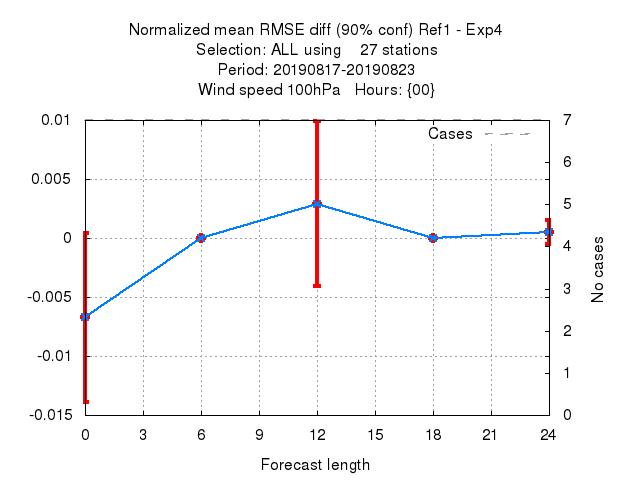 Normalized mean RMSE diff (90% conf) Ref1 - Exp4
Selection: ALL using 27 stations
Period: 20190817-20190823
Wind speed 100hPa Hours: {00}
0.01
0.005
0
-0.005
-0.01
-0.015
Cases
7
6
5
4
3
2
1
0
No cases
0 3 6 9 12 15 18 21 24
Forecast length